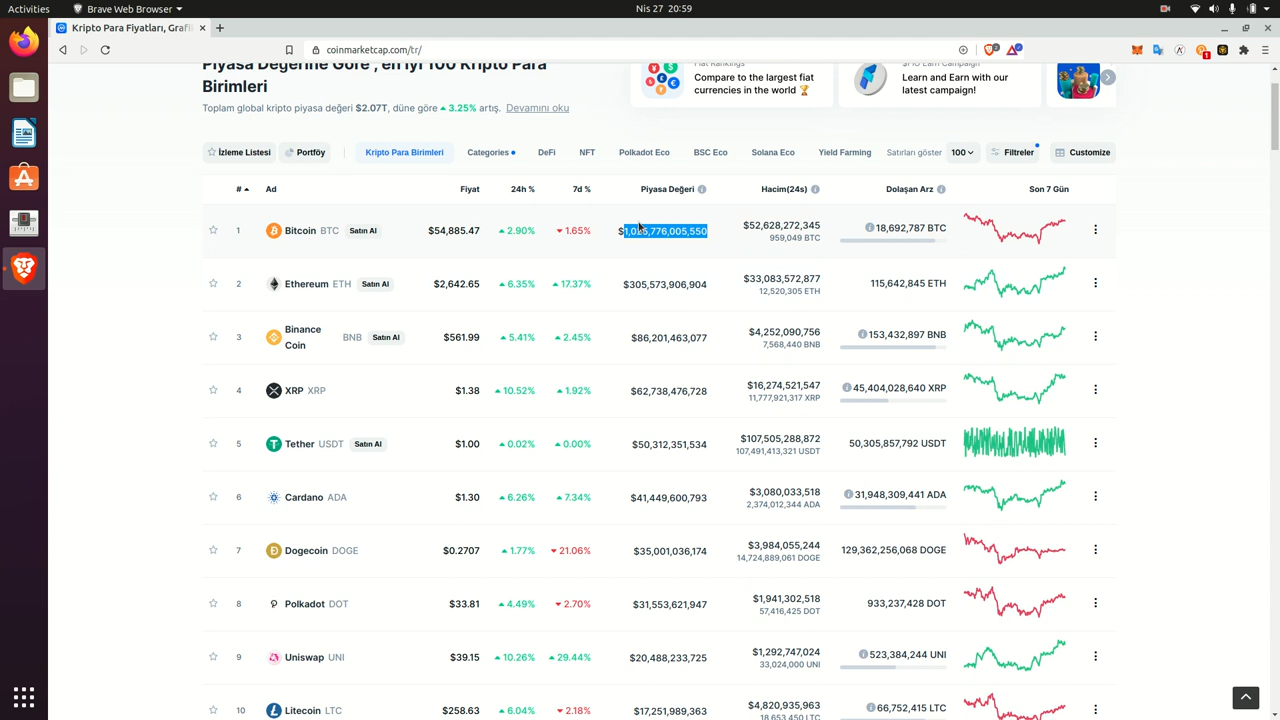 Activities
Brave Web Browser
Nis 27 20:59
Kripto Para Fiyatları, Grafi
coinmarketcap.com/tr/
Piyasa Değerine Göre , en iyi 100 Kripto Para
Birimleri
Toplam global kripto piyasa değeri $2.07T, düne göre 3.25% artış. Devamını oku
Fiat Rankings
Compare to the largest fiat
currencies in the world 🏆
$110 Earn Campaign
Learn and Earn with our
latest campaign!
İzleme Listesi
Portföy
Kripto Para Birimleri
Categories
DeFi
NFT
Polkadot Eco
BSC Eco
Solana Eco
Yield Farming
Satırları göster
100
Filtreler
Customize
# Ad Fiyat 24h % 7d % Piyasa Değeri Hacim(24s) Dolaşan Arz Son 7 Gün
1 Bitcoin BTC Satın Al $54,885.47 2.90% 1.65% $1,025,776,005,550 $52,628,272,345 18,692,787 BTC
959,049 BTC
2 Ethereum ETH Satın Al $2,642.65 6.35% 17.37% $305,573,906,904 $33,083,572,877 115,642,845 ETH
12,520,305 ETH
3 Binance Coin BNB Satın Al $561.99 5.41% 2.45% $86,201,463,077 $4,252,090,756 153,432,897 BNB
7,568,440 BNB
4 XRP XRP $1.38 10.52% 1.92% $62,738,476,728 $16,274,521,547 45,404,028,640 XRP
11,777,921,317 XRP
5 Tether USDT Satın Al $1.00 0.02% 0.00% $50,312,351,534 $107,505,288,872 50,305,857,792 USDT
107,491,413,321 USDT
6 Cardano ADA $1.30 6.26% 7.34% $41,449,600,793 $3,080,033,518 31,948,309,441 ADA
2,374,012,344 ADA
7 Dogecoin DOGE $0.2707 1.77% 21.06% $35,001,036,174 $3,984,055,244 129,362,256,068 DOGE
14,724,889,061 DOGE
8 Polkadot DOT $33.81 4.49% 2.70% $31,553,621,947 $1,941,302,518 933,237,428 DOT
57,416,425 DOT
9 Uniswap UNI $39.15 10.26% 29.44% $20,488,233,725 $1,292,747,024 523,384,244 UNI
33,024,000 UNI
10 Litecoin LTC $258.63 6.04% 2.18% $17,251,989,363 $4,820,935,963 66,752,415 LTC
18,653,450 LTC